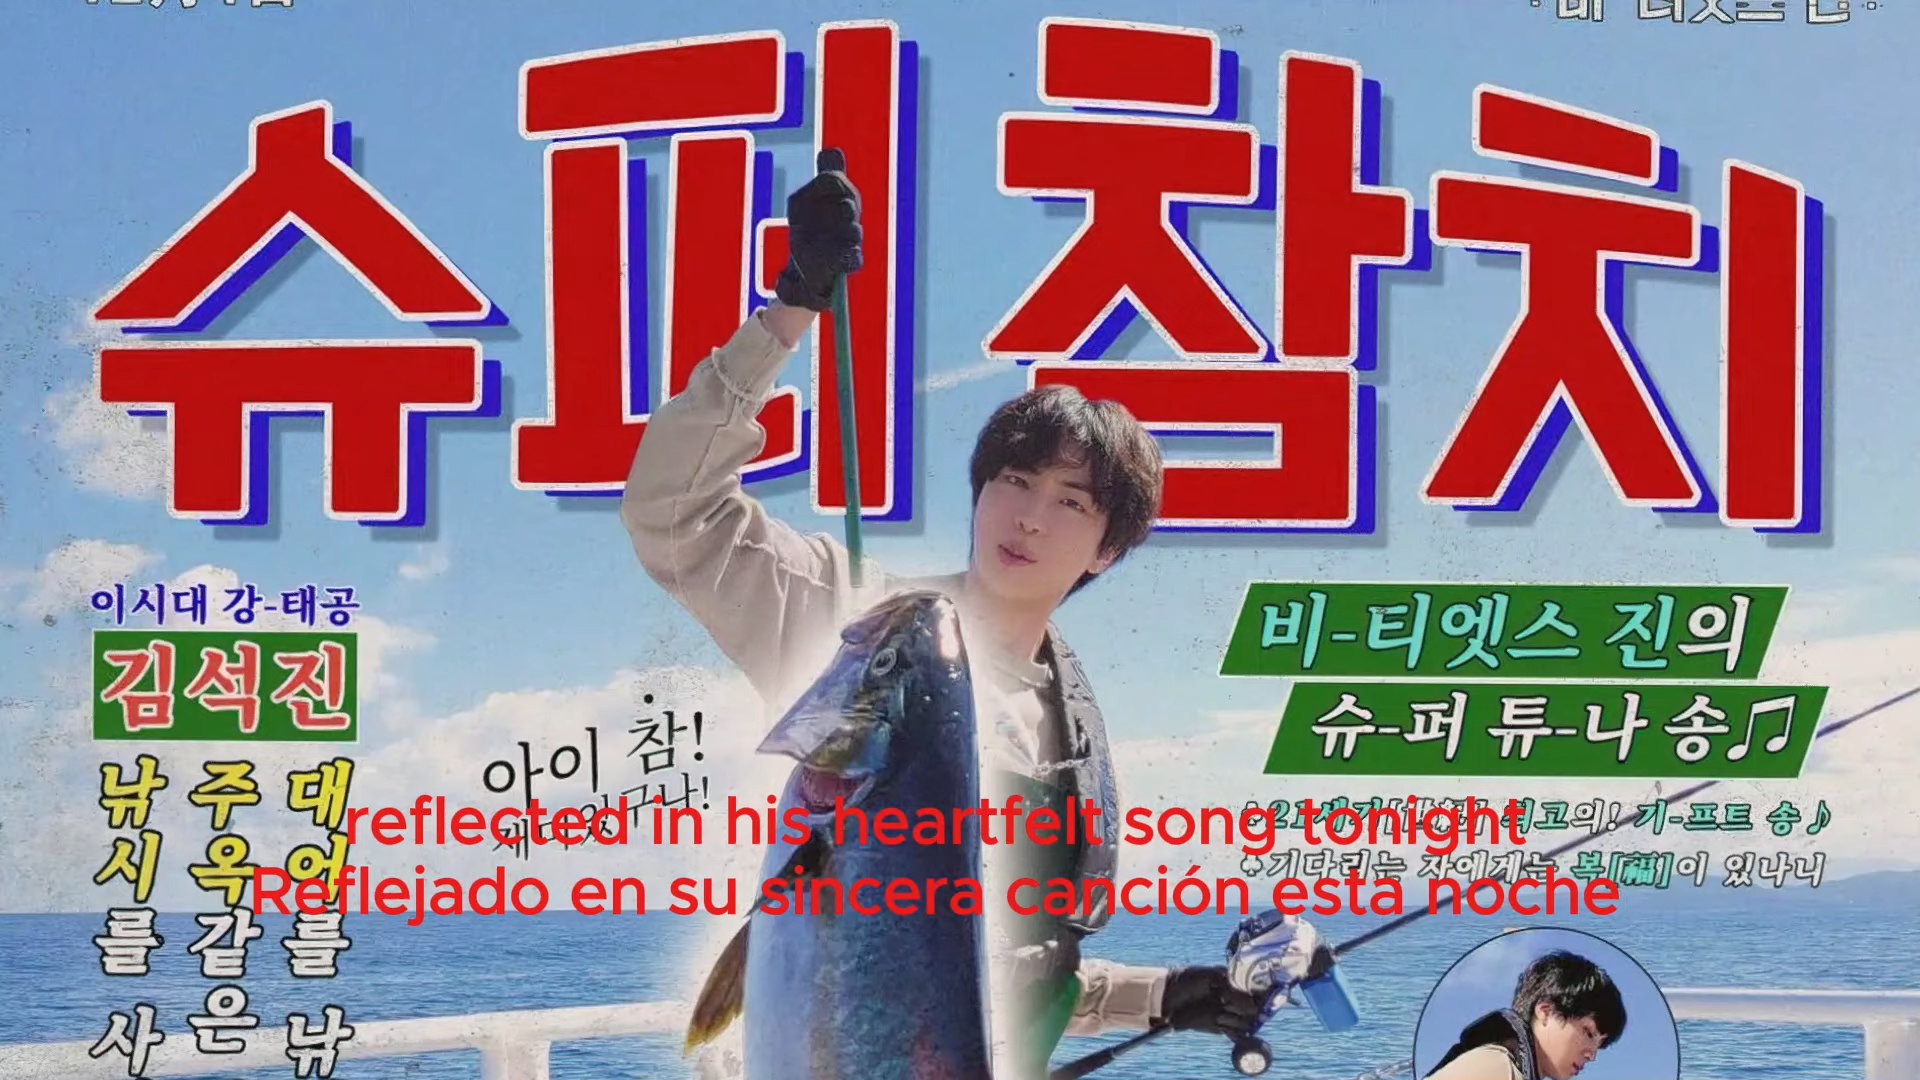 슈퍼참치
이시대 강-태공
김석진
비-티엣스 진의
슈-퍼 튜-나 송♫
아이 참!
reflected in his heartfelt song tonight
Reflejado en su sincera canción esta noche
최고의! 기-프트 송♪
♣기다리는 자에게는 복[福]이 있나니
대어를 낚
주옥같은
낚시를 사